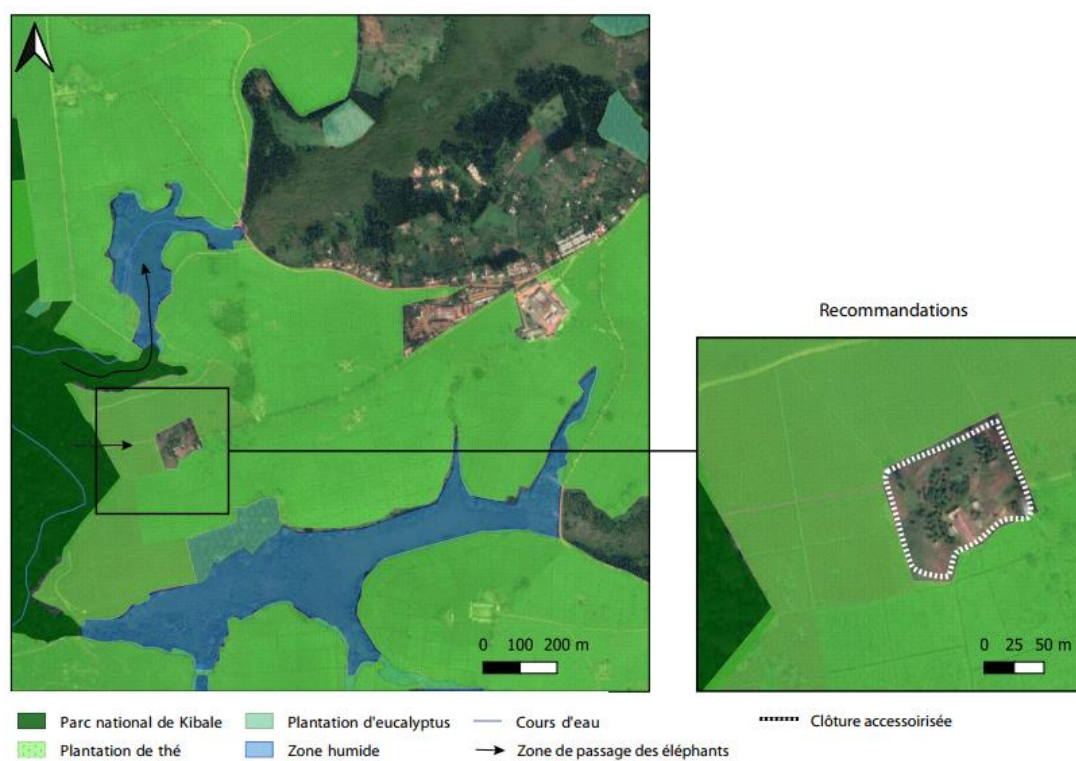 Recommandations
0 100 200 m
0 25 50 m
Parc national de Kibale
Plantation d'eucalyptus
Cours d'eau
Clôture accessoirisée
Plantation de thé
Zone humide
Zone de passage des éléphants